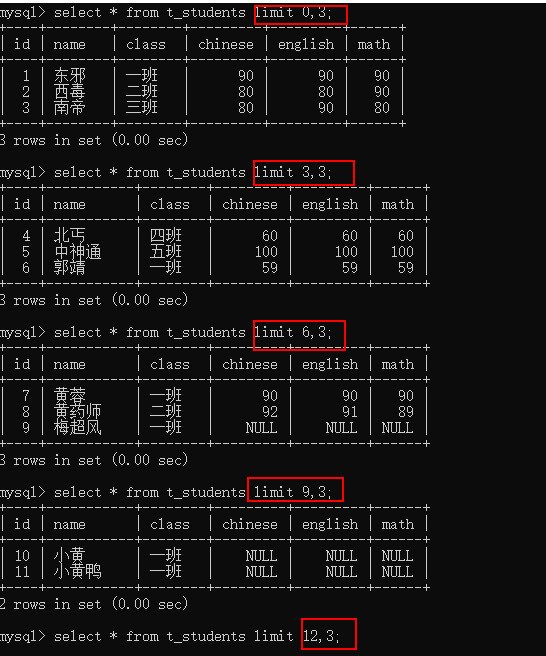 mysql> select * from t_students limit 0,3;
+----+------+-------+---------+---------+------+
| id | name | class | chinese | english | math |
+----+------+-------+---------+---------+------+
| 1 | 东邪 | 一班 | 90 | 90 | 90 |
| 2 | 西毒 | 二班 | 80 | 80 | 90 |
| 3 | 南帝 | 三班 | 80 | 90 | 80 |
+----+------+-------+---------+---------+------+
3 rows in set (0.00 sec)
mysql> select * from t_students limit 3,3;
+----+--------+-------+---------+---------+------+
| id | name | class | chinese | english | math |
+----+--------+-------+---------+---------+------+
| 4 | 北丐 | 四班 | 60 | 60 | 60 |
| 5 | 中神通 | 五班 | 100 | 100 | 100 |
| 6 | 郭靖 | 一班 | 59 | 59 | 59 |
+----+--------+-------+---------+---------+------+
3 rows in set (0.00 sec)
mysql> select * from t_students limit 6,3;
+----+--------+-------+---------+---------+------+
| id | name | class | chinese | english | math |
+----+--------+-------+---------+---------+------+
| 7 | 黄蓉 | 一班 | 90 | 90 | 90 |
| 8 | 黄药师 | 二班 | 92 | 91 | 89 |
| 9 | 梅超风 | 一班 | NULL | NULL | NULL |
+----+--------+-------+---------+---------+------+
3 rows in set (0.00 sec)
mysql> select * from t_students limit 9,3;
+----+--------+-------+---------+---------+------+
| id | name | class | chinese | english | math |
+----+--------+-------+---------+---------+------+
| 10 | 小黄 | 一班 | NULL | NULL | NULL |
| 11 | 小黄鸭 | 一班 | NULL | NULL | NULL |
+----+--------+-------+---------+---------+------+
2 rows in set (0.00 sec)
mysql> select * from t_students limit 12,3;